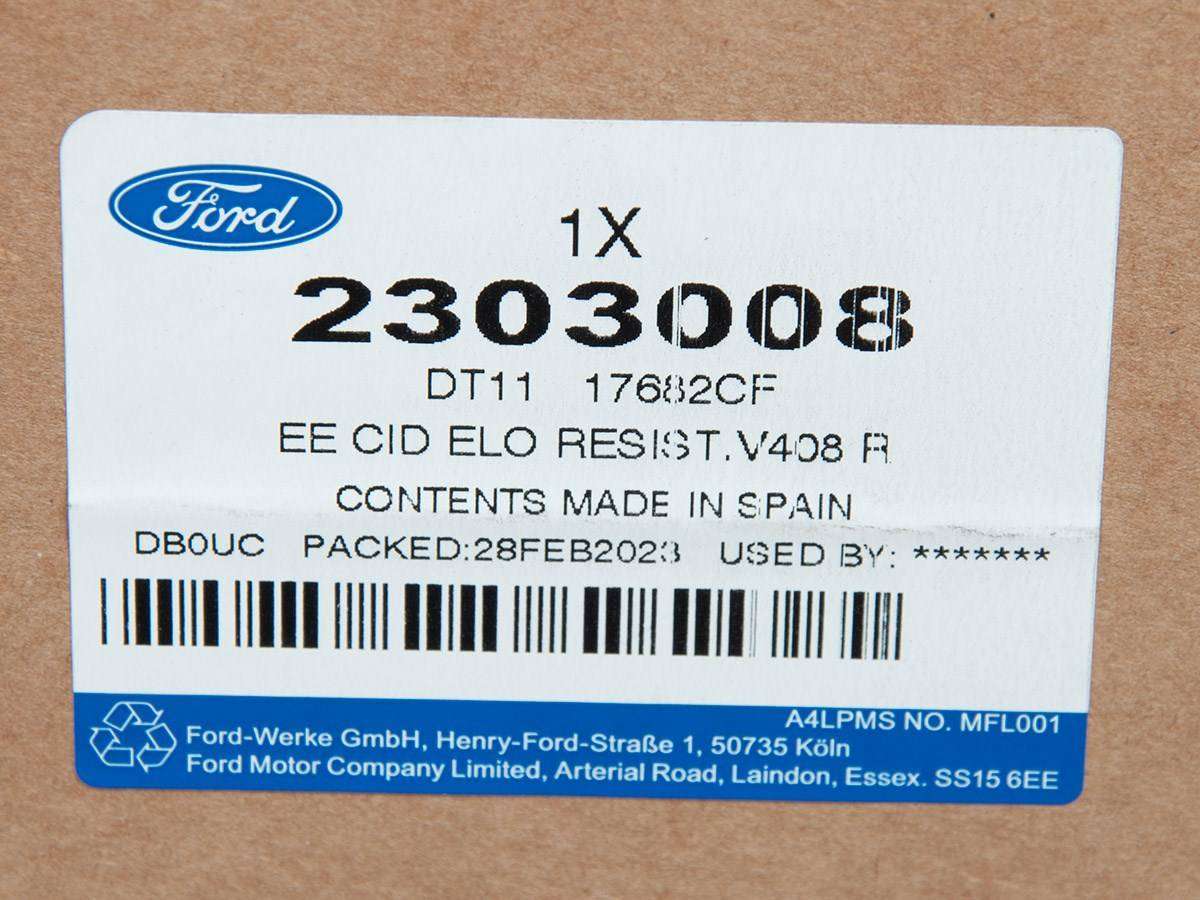 Ford
1X
2303008
DT11 17682CF
EE CID ELO RESIST.V408 R
CONTENTS MADE IN SPAIN
DB0UC PACKED:28FEB2023 USED BY: *******
A4LPMS NO. MFL001
Ford-Werke GmbH, Henry-Ford-Straße 1, 50735 Köln
Ford Motor Company Limited, Arterial Road, Laindon, Essex. SS15 6EE